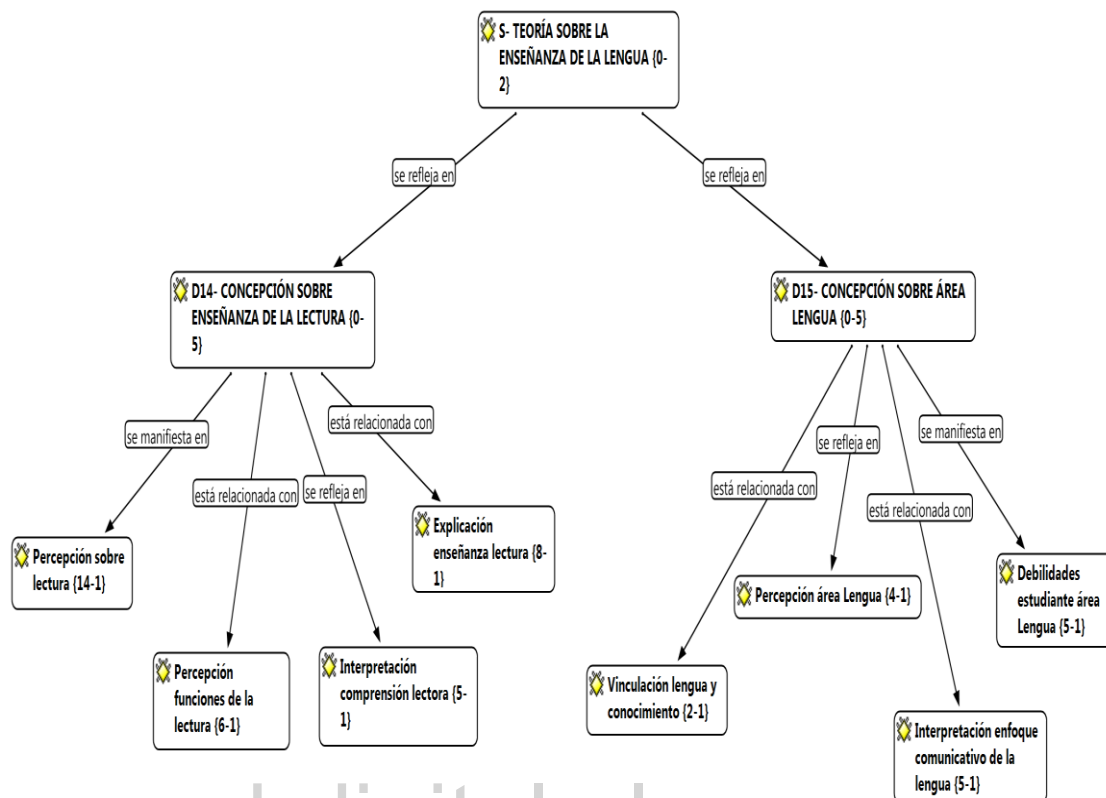 S- TEORÍA SOBRE LA
ENSEÑANZA DE LA LENGUA {0-
2}
se refleja en
se refleja en
D14- CONCEPCIÓN SOBRE
ENSEÑANZA DE LA LECTURA {0-
5}
D15- CONCEPCIÓN SOBRE ÁREA
LENGUA {0-5}
se manifiesta en
está relacionada con
se refleja en
está relacionada con
está relacionada con
se refleja en
está relacionada con
se manifiesta en
Percepción sobre
lectura {14-1}
Percepción
funciones de la
lectura {6-1}
Interpretación
comprensión lectora {5-
1}
Explicación
enseñanza lectura {8-
1}
Vinculación lengua y
conocimiento {2-1}
Percepción área Lengua {4-1}
Interpretación enfoque
comunicativo de la
lengua {5-1}
Debilidades
estudiante área
Lengua {5-1}